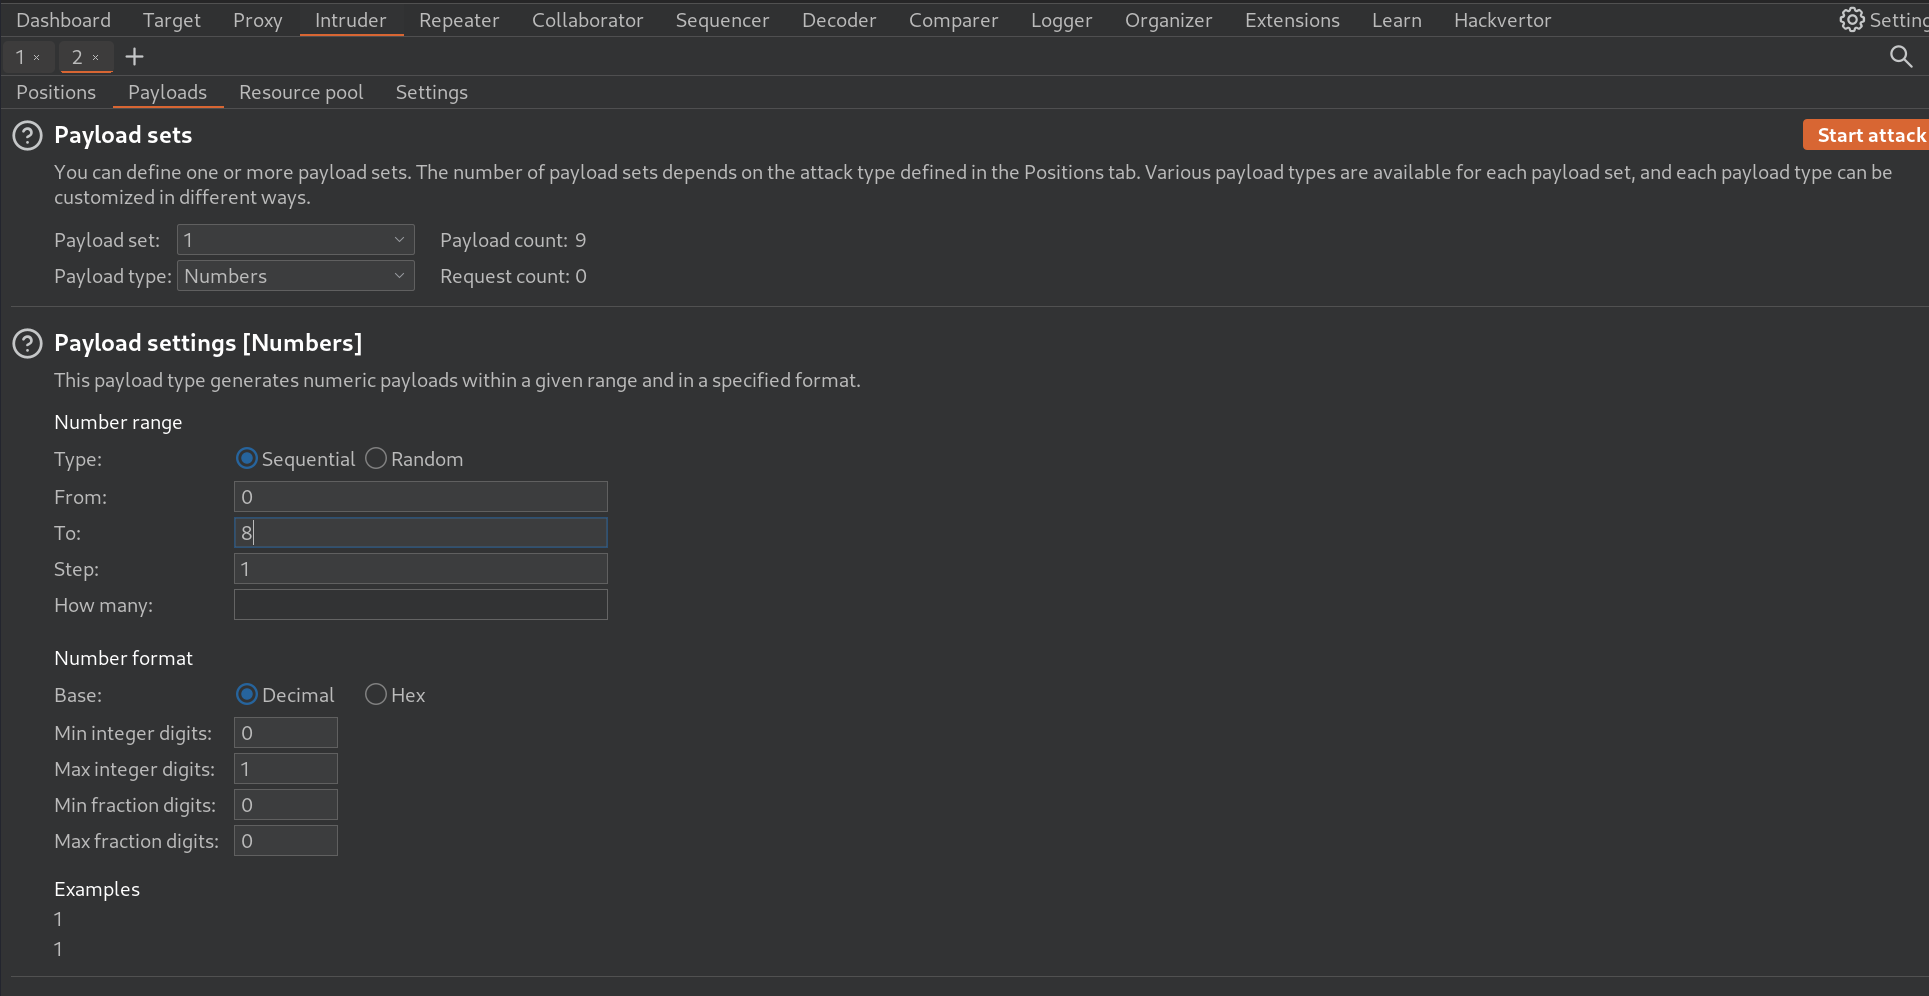 Dashboard Target Proxy Intruder Repeater Collaborator Sequencer Decoder Comparer Logger Organizer Extensions Learn Hackvertor
1 × 2 × +
Positions Payloads Resource pool Settings
? Payload sets Start attack
You can define one or more payload sets. The number of payload sets depends on the attack type defined in the Positions tab. Various payload types are available for each payload set, and each payload type can be
customized in different ways.
Payload set: 1 Payload count: 9
Payload type: Numbers Request count: 0
? Payload settings [Numbers]
This payload type generates numeric payloads within a given range and in a specified format.
Number range
Type: Sequential Random
From: 0
To: 8
Step: 1
How many:
Number format
Base: Decimal Hex
Min integer digits: 0
Max integer digits: 1
Min fraction digits: 0
Max fraction digits: 0
Examples
1
1